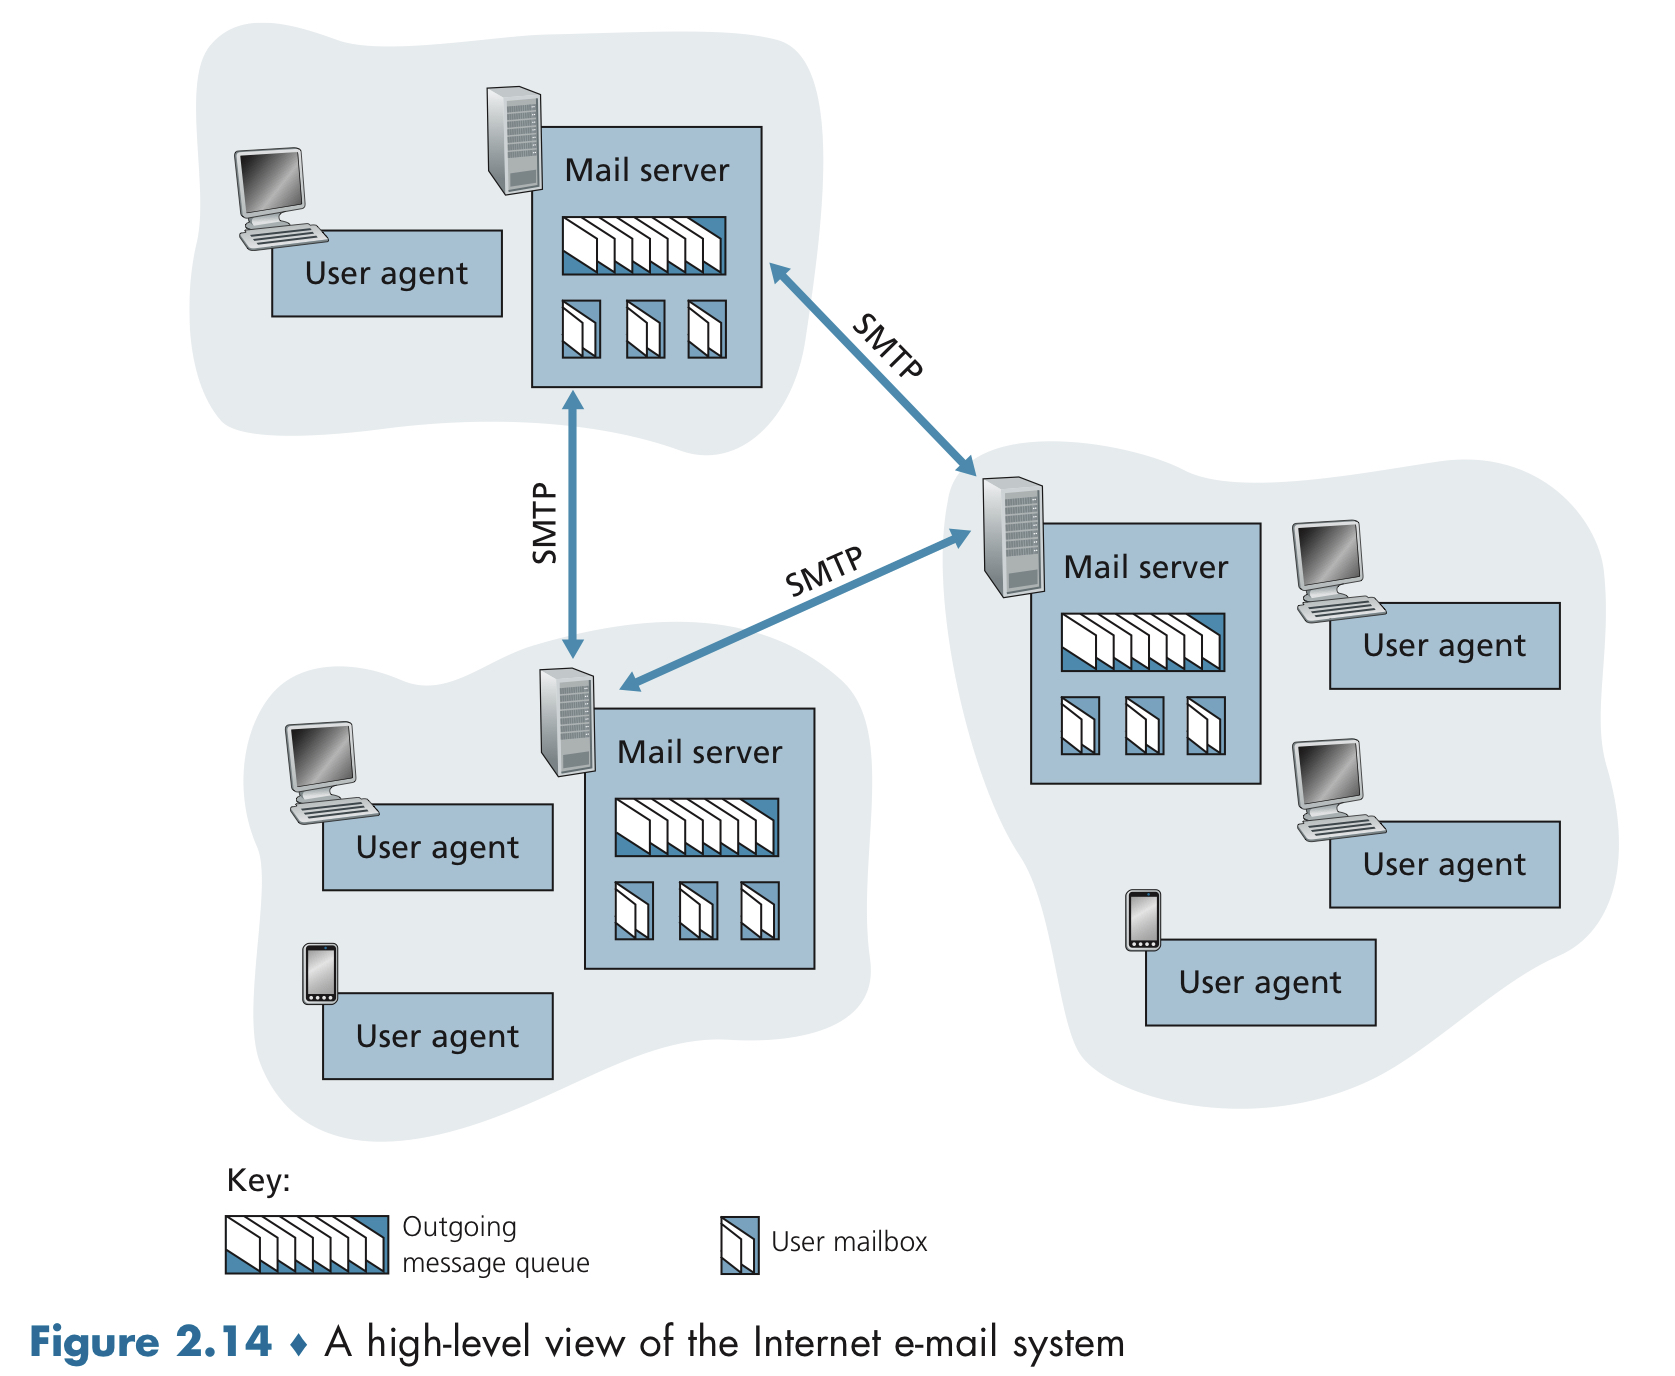 Mail server
User agent
SMTP
SMTP
SMTP
Mail server
User agent
User agent
User agent
Mail server
User agent
User agent
Key:
Outgoing
message queue
User mailbox
Figure 2.14 ♦ A high-level view of the Internet e-mail system